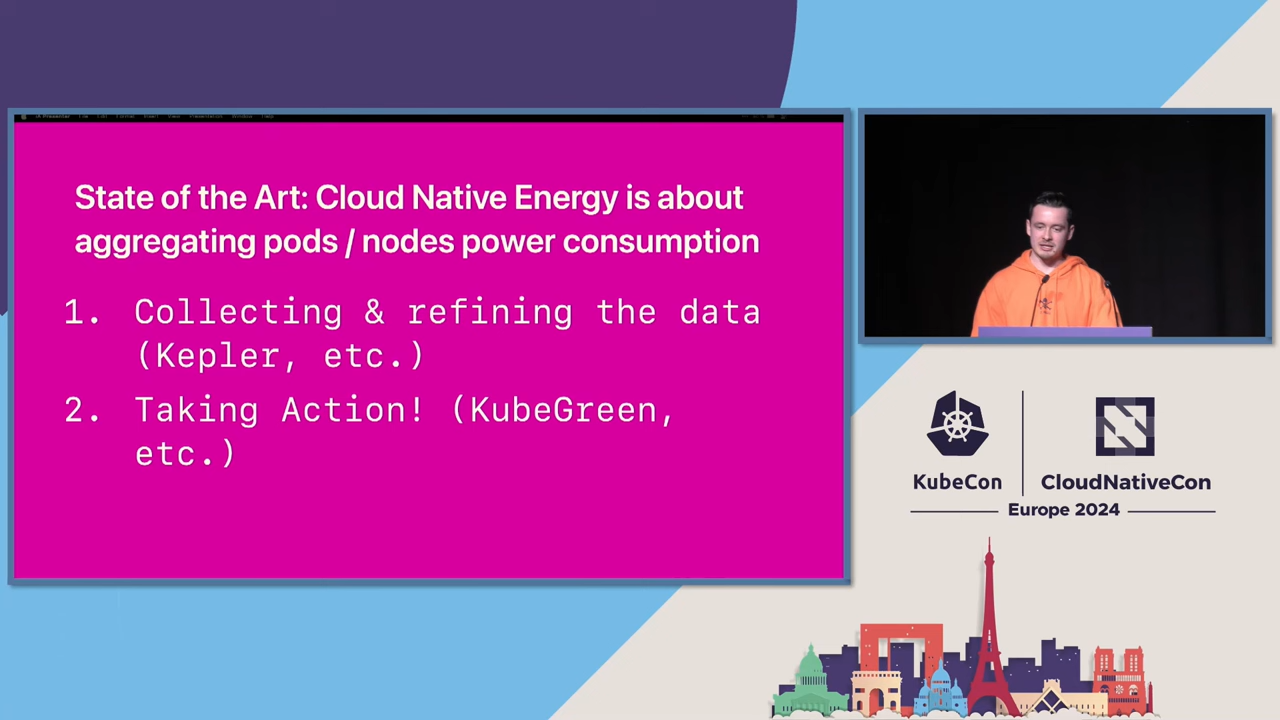 State of the Art: Cloud Native Energy is about
aggregating pods / nodes power consumption
1. Collecting & refining the data
(Kepler, etc.)
2. Taking Action! (KubeGreen,
etc.)
KubeCon
CloudNativeCon
Europe 2024